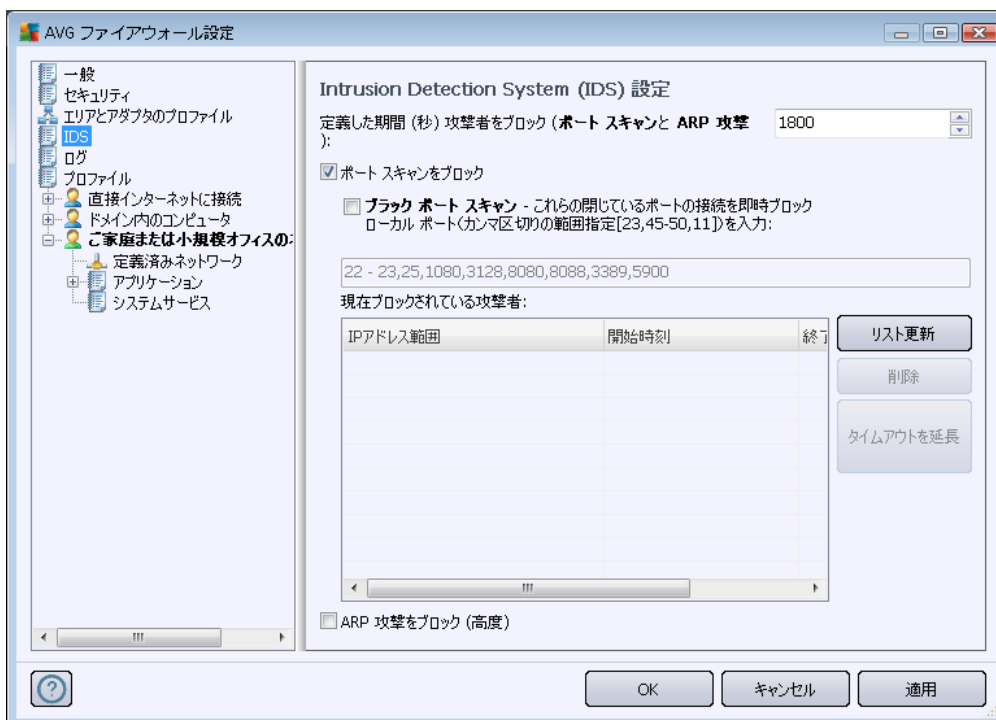 AVG ファイアウォール設定
一般
セキュリティ
エリアとアダプタのプロファイル
IDS
ログ
プロファイル
直接インターネットに接続
ドメイン内のコンピュータ
ご家庭または小規模オフィスの
定義済みネットワーク
アプリケーション
システムサービス
Intrusion Detection System (IDS) 設定
定義した期間 (秒) 攻撃者をブロック (ポート スキャンと ARP 攻撃
):
1800
ポート スキャンをブロック
ブラック ポート スキャン - これらの閉じているポートの接続を即時ブロック
ローカル ポート(カンマ区切りの範囲指定[23,45-50,11])を入力:
22 - 23,25,1080,3128,8080,8088,3389,5900
現在ブロックされている攻撃者:
IPアドレス範囲
開始時刻
終了
リスト更新
削除
タイムアウトを延長
ARP 攻撃をブロック (高度)
OK
キャンセル
適用